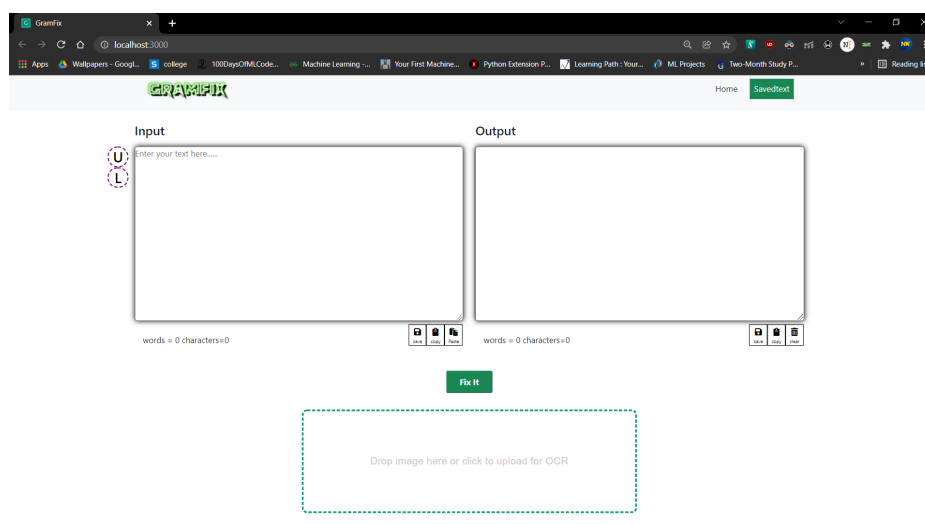 GramFix
localhost:3000
Apps Wallpapers - Googl... college 100DaysOfMLCode... Machine Learning -... Your First Machine... Python Extension P... Learning Path : Your... ML Projects Two-Month Study P... » Reading lis
GRAMFIX Home Savedtext
Input Output
U Enter your text here......
L
words = 0 characters=0 save copy Paste words = 0 characters=0 save copy clear
Fix It
Drop image here or click to upload for OCR